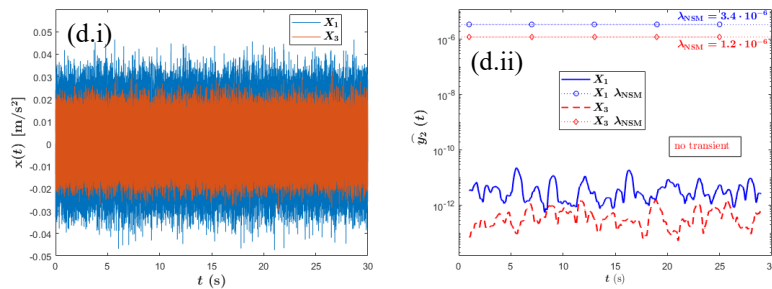 (d.i)
X₁
X₃
x(t) [m/s²]
0.05
0.04
0.03
0.02
0.01
0
-0.01
-0.02
-0.03
-0.04
-0.05
0 5 10 15 20 25 30
t (s)
(d.ii)
λNSM = 3.4 · 10⁻⁶
λNSM = 1.2 · 10⁻⁶
X₁
X₁ λNSM
X₃
X₃ λNSM
no transient
ŷ₂ (t)
10⁻⁶
10⁻⁸
10⁻¹⁰
10⁻¹²
0 5 10 15 20 25 30
t (s)